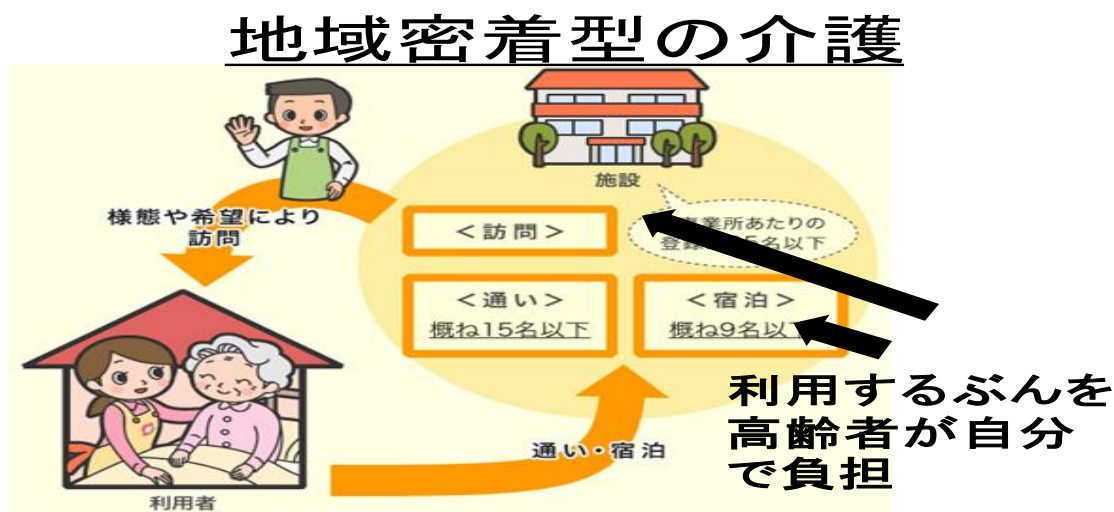 地域密着型の介護
施設
様態や希望により
訪問
<訪問>
業所あたりの
登録
名以下
<通い>
概ね15名以下
<宿泊>
概ね9名以
利用するぶんを
高齢者が自分
で負担
通い・宿泊
利用者